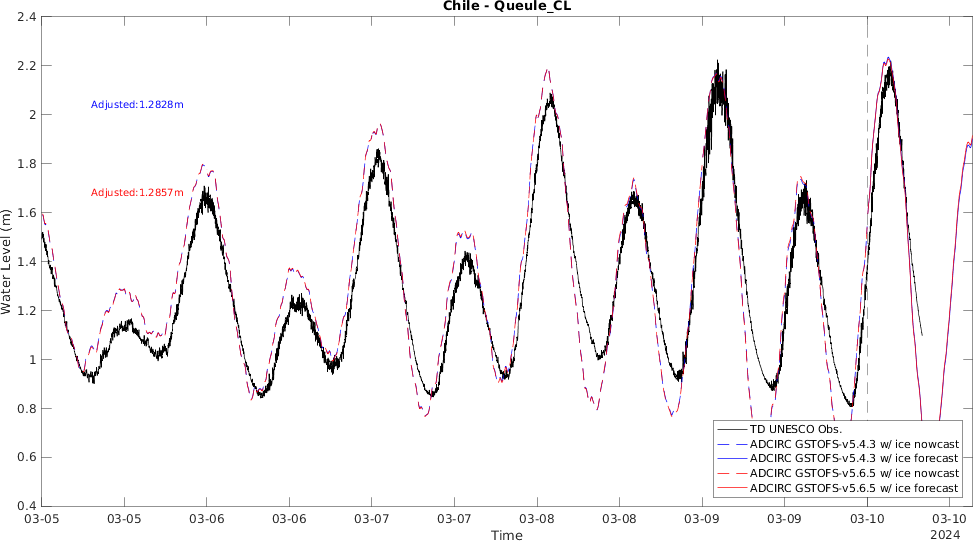 Chile - Queule_CL
2.4
2.2
2
1.8
1.6
1.4
1.2
1
0.8
0.6
0.4
Water Level (m)
Adjusted:1.2828m
Adjusted:1.2857m
TD UNESCO Obs.
ADCIRC GSTOFS-v5.4.3 w/ ice nowcast
ADCIRC GSTOFS-v5.4.3 w/ ice forecast
ADCIRC GSTOFS-v5.6.5 w/ ice nowcast
ADCIRC GSTOFS-v5.6.5 w/ ice forecast
03-05 03-05 03-06 03-06 03-07 03-07 03-08 03-08 03-09 03-09 03-10 03-10
2024
Time